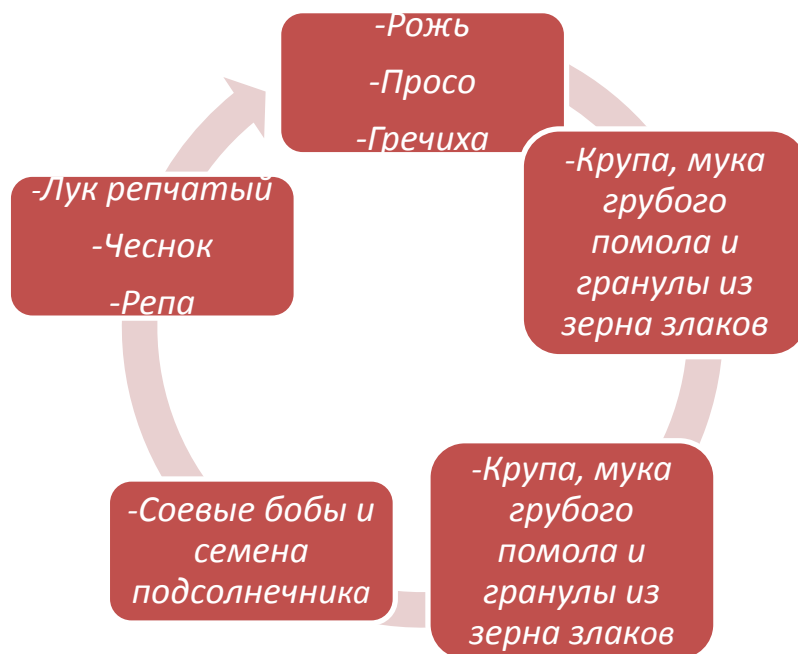 -Рожь
-Просо
-Гречиха
-Крупа, мука
грубого
помола и
гранулы из
зерна злаков
-Крупа, мука
грубого
помола и
гранулы из
зерна злаков
-Соевые бобы и
семена
подсолнечника
-Лук репчатый
-Чеснок
-Репа